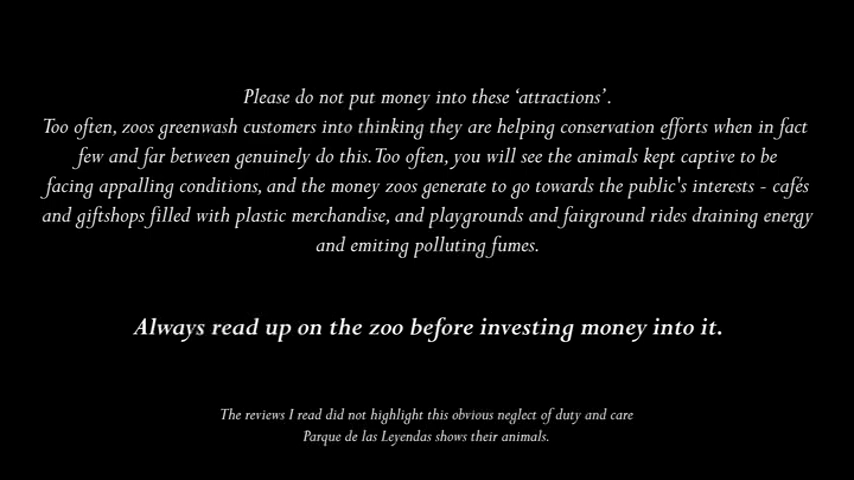 Please do not put money into these ‘attractions’.
Too often, zoos greenwash customers into thinking they are helping conservation efforts when in fact
few and far between genuinely do this. Too often, you will see the animals kept captive to be
facing appalling conditions, and the money zoos generate to go towards the public's interests - cafés
and giftshops filled with plastic merchandise, and playgrounds and fairground rides draining energy
and emiting polluting fumes.
Always read up on the zoo before investing money into it.
The reviews I read did not highlight this obvious neglect of duty and care
Parque de las Leyendas shows their animals.